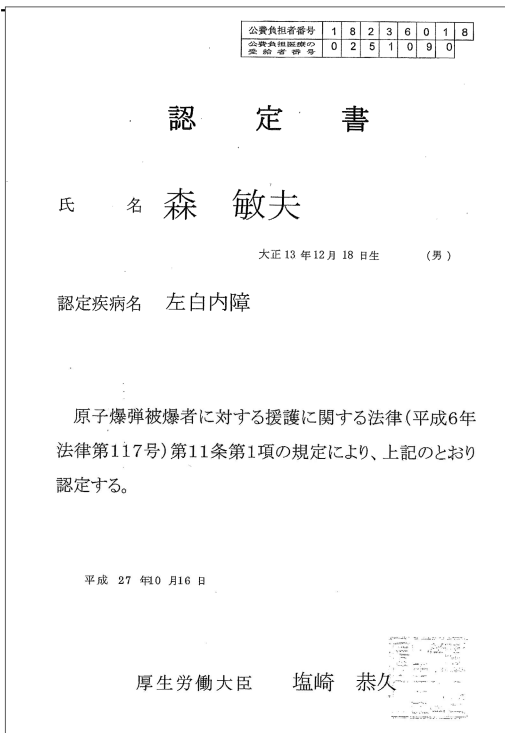 公費負担者番号 1 8 2 3 6 0 1 8
公費負担医療の
受給者番号 0 2 5 1 0 9 0
認 定 書
氏 名 森 敏夫
大正13年12月18日生 (男)
認定疾病名 左白内障
原子爆弾被爆者に対する援護に関する法律(平成6年
法律第117号)第11条第1項の規定により、上記のとおり
認定する。
平成 27 年10 月16 日
厚生労働大臣 塩崎 恭久